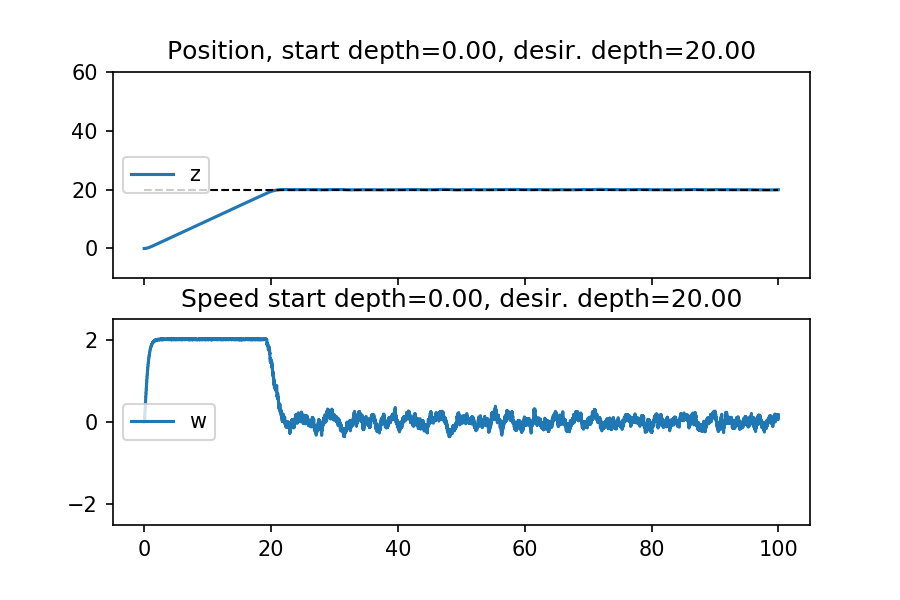 Position, start depth=0.00, desir. depth=20.00
60
40
20
0
z
Speed start depth=0.00, desir. depth=20.00
2
0
−2
w
0 20 40 60 80 100